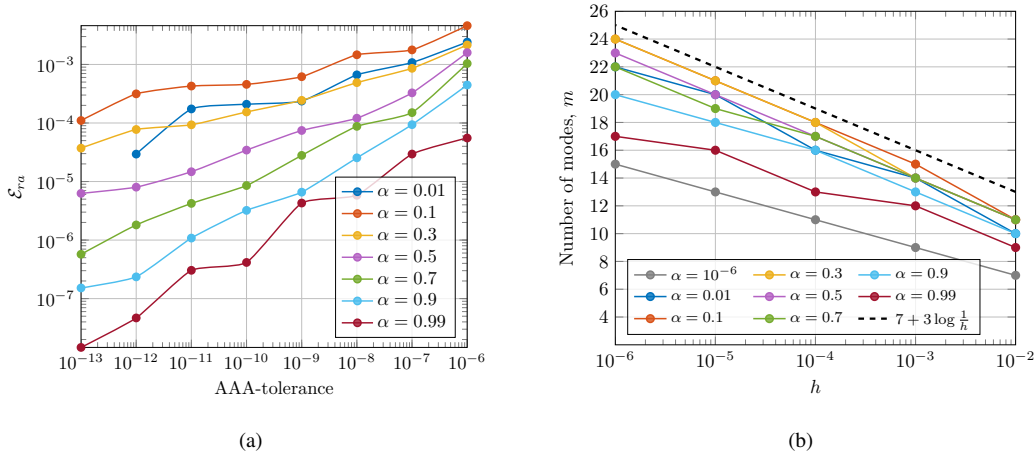 10⁻³
10⁻⁴
10⁻⁵
10⁻⁶
10⁻⁷
ℰ_ra
10⁻¹³ 10⁻¹² 10⁻¹¹ 10⁻¹⁰ 10⁻⁹ 10⁻⁸ 10⁻⁷ 10⁻⁶
AAA-tolerance
α = 0.01
α = 0.1
α = 0.3
α = 0.5
α = 0.7
α = 0.9
α = 0.99
(a)
26
24
22
20
18
16
14
12
10
8
6
4
Number of modes, m
α = 10⁻⁶ α = 0.3 α = 0.9
α = 0.01 α = 0.5 α = 0.99
α = 0.1 α = 0.7 7 + 3 log 1/h
10⁻⁶ 10⁻⁵ 10⁻⁴ 10⁻³ 10⁻²
h
(b)